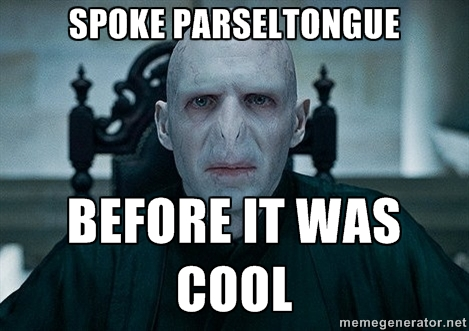 SPOKE PARSELTONGUE
BEFORE IT WAS
COOL
memegenerator.net